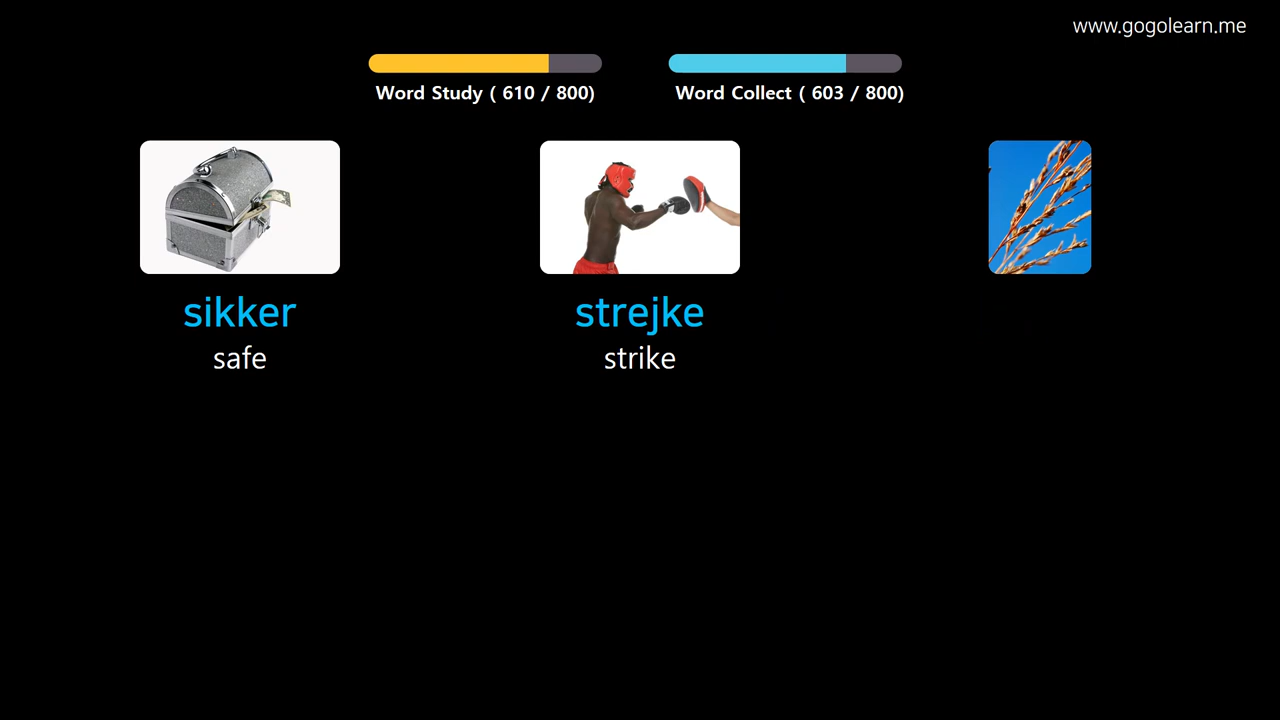 www.gogolearn.me
Word Study ( 610 / 800)
Word Collect ( 603 / 800)
sikker
safe
strejke
strike